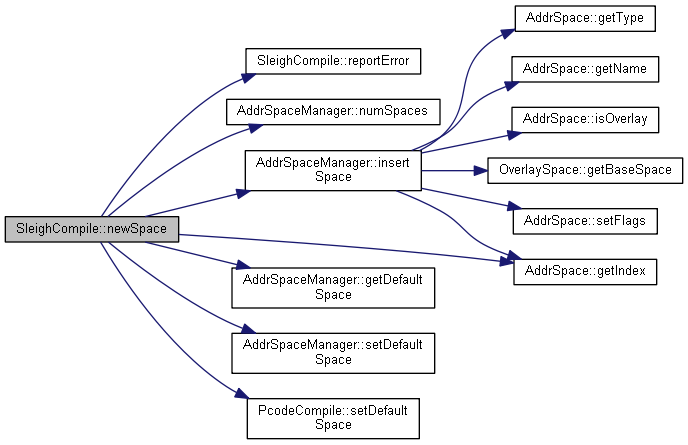 AddrSpace::getType
SleighCompile::reportError
AddrSpace::getName
AddrSpaceManager::numSpaces
AddrSpace::isOverlay
AddrSpaceManager::insert
Space
OverlaySpace::getBaseSpace
SleighCompile::newSpace
AddrSpace::setFlags
AddrSpace::getIndex
AddrSpaceManager::getDefault
Space
AddrSpaceManager::setDefault
Space
PcodeCompile::setDefault
Space